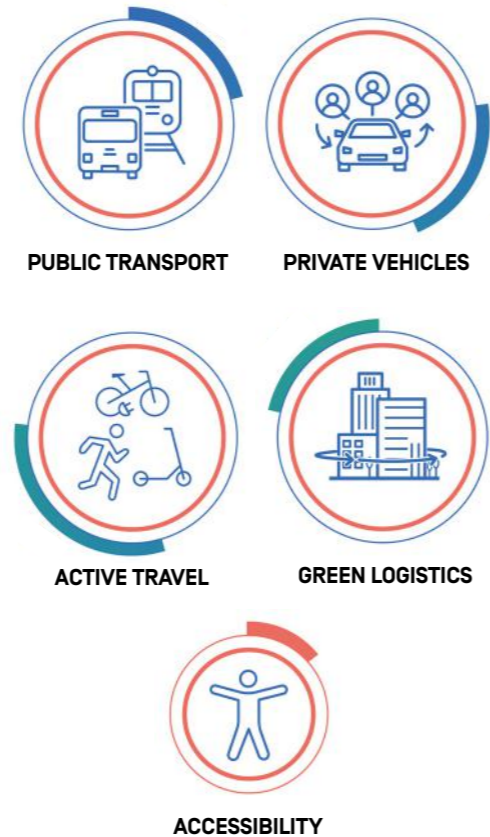 PUBLIC TRANSPORT
PRIVATE VEHICLES
ACTIVE TRAVEL
GREEN LOGISTICS
ACCESSIBILITY